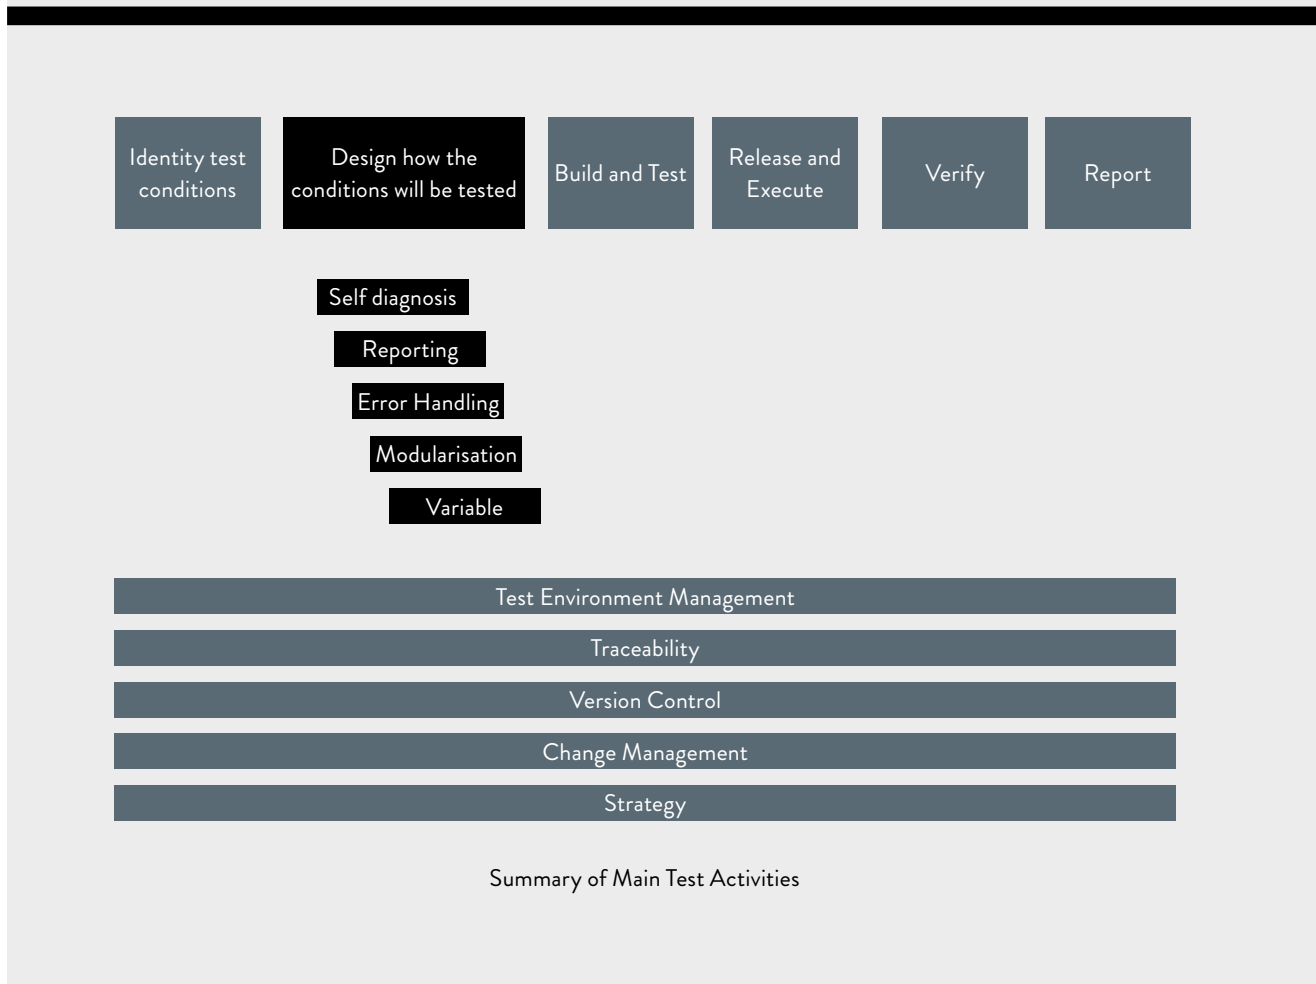 Identity test
conditions
Design how the
conditions will be tested
Build and Test
Release and
Execute
Verify
Report
Self diagnosis
Reporting
Error Handling
Modularisation
Variable
Test Environment Management
Traceability
Version Control
Change Management
Strategy
Summary of Main Test Activities